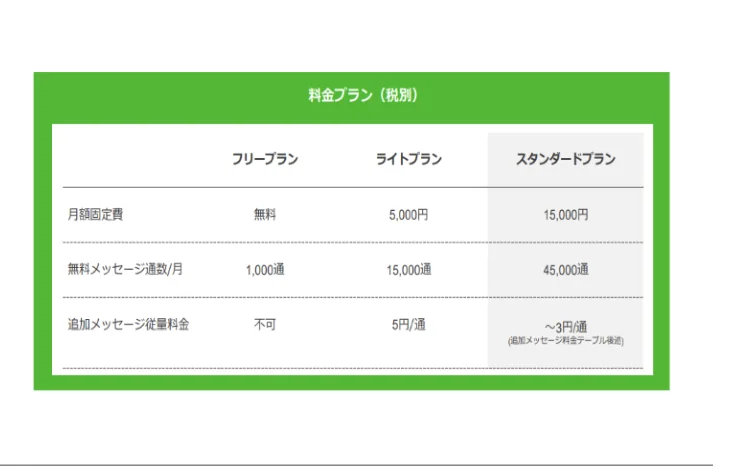 料金プラン（税別）
フリープラン ライトプラン スタンダードプラン
月額固定費 無料 5,000円 15,000円
無料メッセージ通数/月 1,000通 15,000通 45,000通
追加メッセージ従量料金 不可 5円/通 ～3円/通
(追加メッセージ料金テーブル後述)